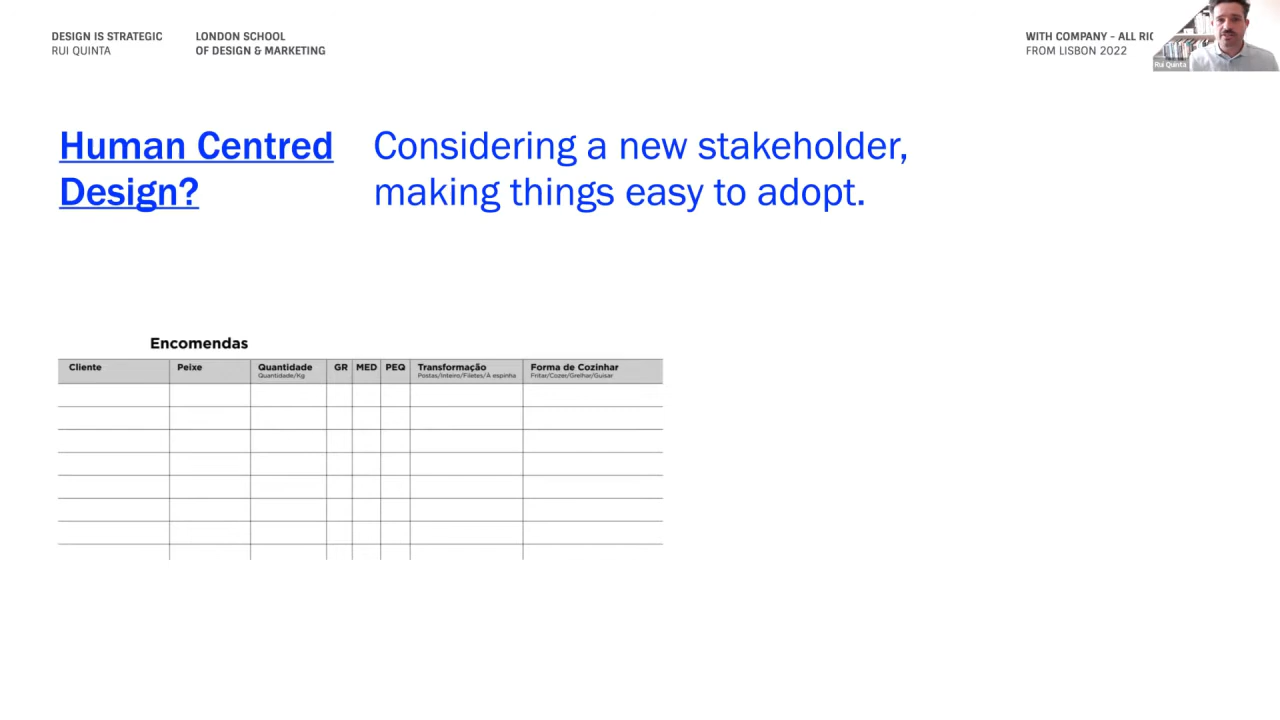 DESIGN IS STRATEGIC
RUI QUINTA
LONDON SCHOOL
OF DESIGN & MARKETING
WITH COMPANY - ALL
FROM LISBON 2022
Rui Quinta
Human Centred
Design?
Considering a new stakeholder,
making things easy to adopt.
Encomendas
Cliente Peixe Quantidade GR MED PEQ Transformação Forma de Cozinhar
Quantidade/Kg Postas/Inteiro/Filetes/À espinha Fritar/Cozer/Grelhar/Guisar